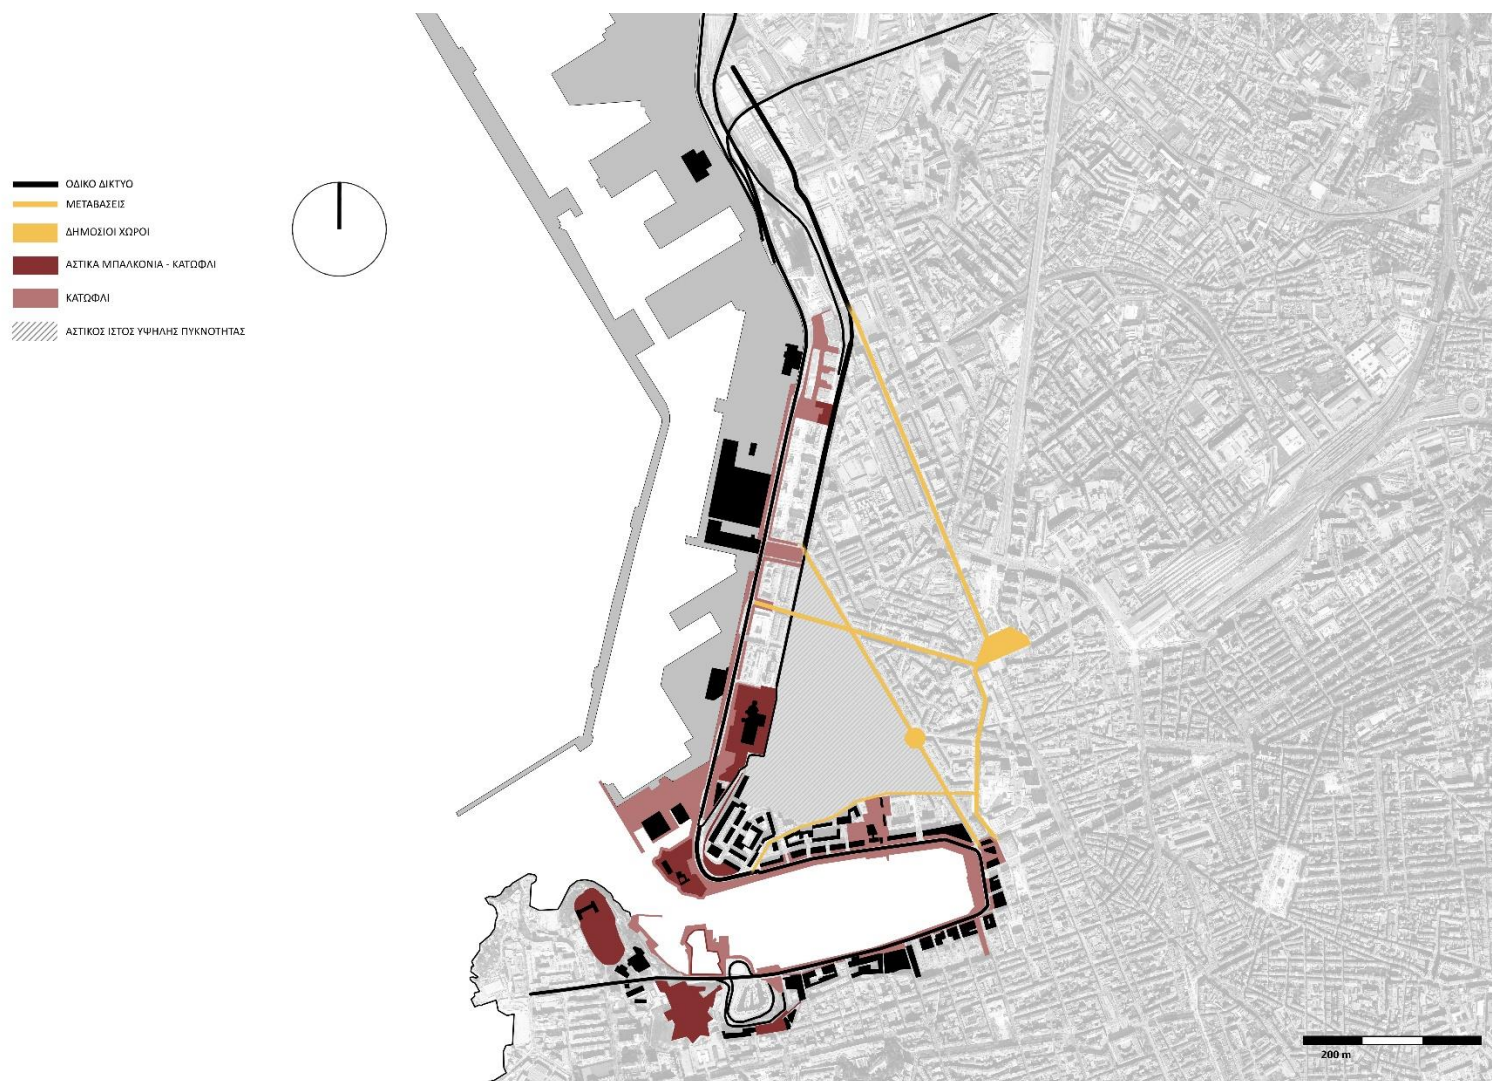 ΟΔΙΚΟ ΔΙΚΤΥΟ
ΜΕΤΑΒΑΣΕΙΣ
ΔΗΜΟΣΙΟΙ ΧΩΡΟΙ
ΑΣΤΙΚΑ ΜΠΑΛΚΟΝΙΑ - ΚΑΤΩΦΛΙ
ΚΑΤΩΦΛΙ
ΑΣΤΙΚΟΣ ΙΣΤΟΣ ΥΨΗΛΗΣ ΠΥΚΝΟΤΗΤΑΣ
200 m